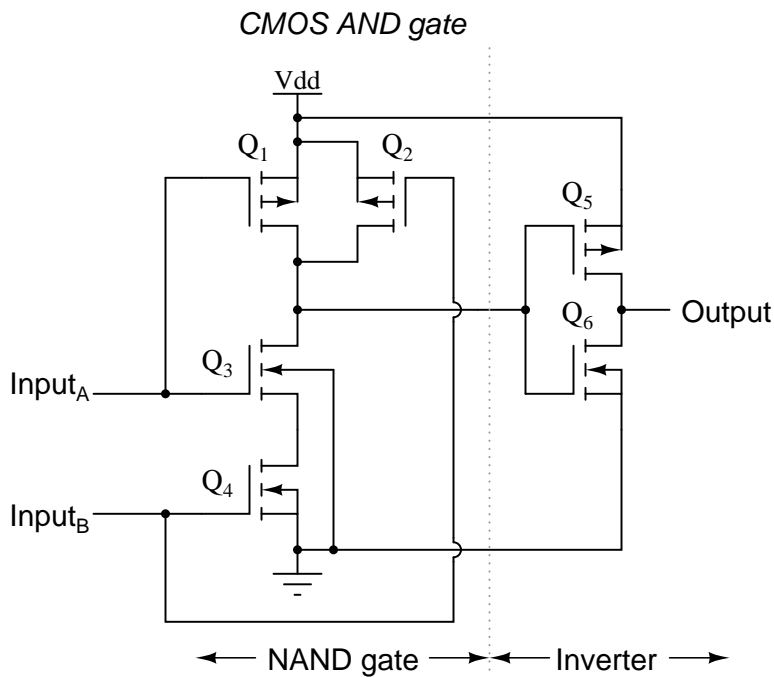 CMOS AND gate
Vdd
Q1
Q2
Q5
Output
Q6
Q3
InputA
Q4
InputB
NAND gate
Inverter